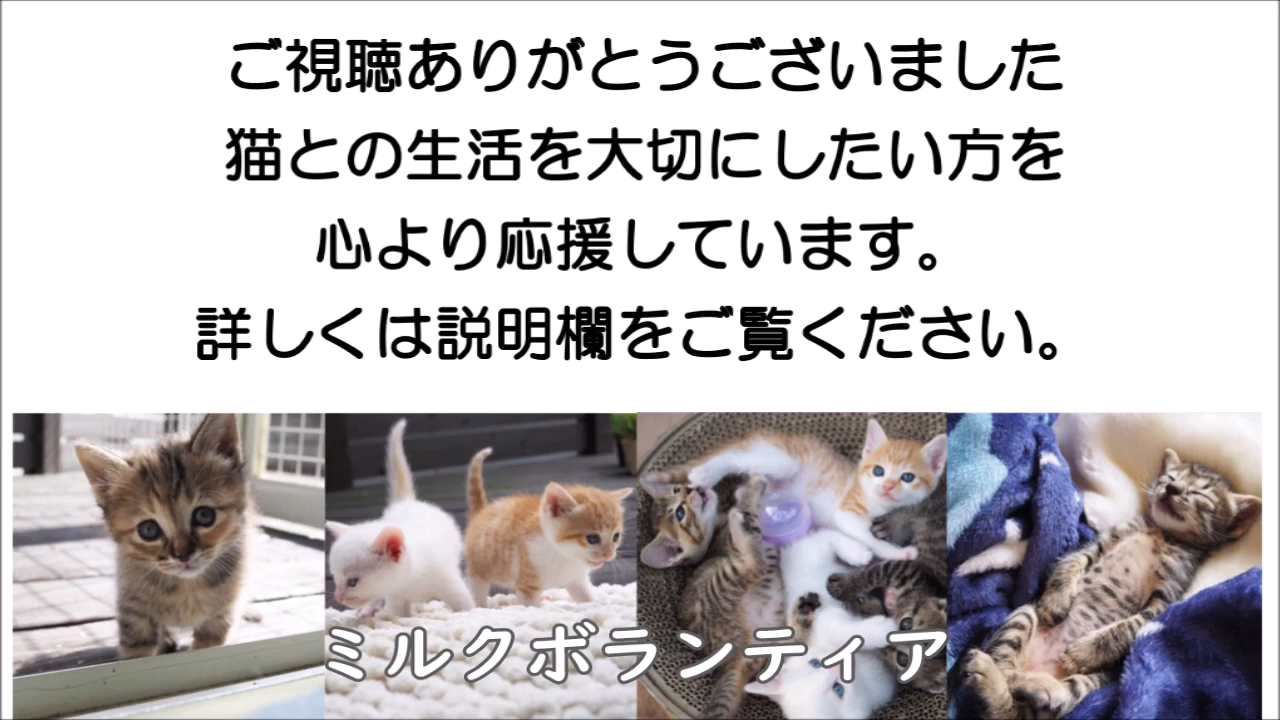 ご視聴ありがとうございました
猫との生活を大切にしたい方を
心より応援しています。
詳しくは説明欄をご覧ください。
ミルクボランティア